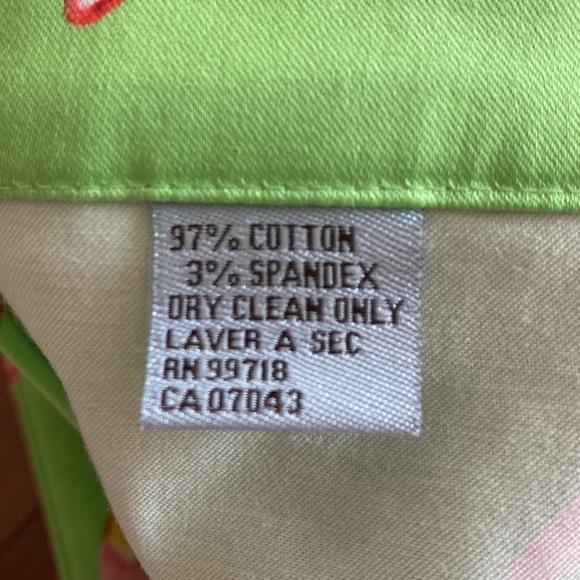 97% COTTON
3% SPANDEX
DRY CLEAN ONLY
LAVER A SEC
RN 99718
CA 07043